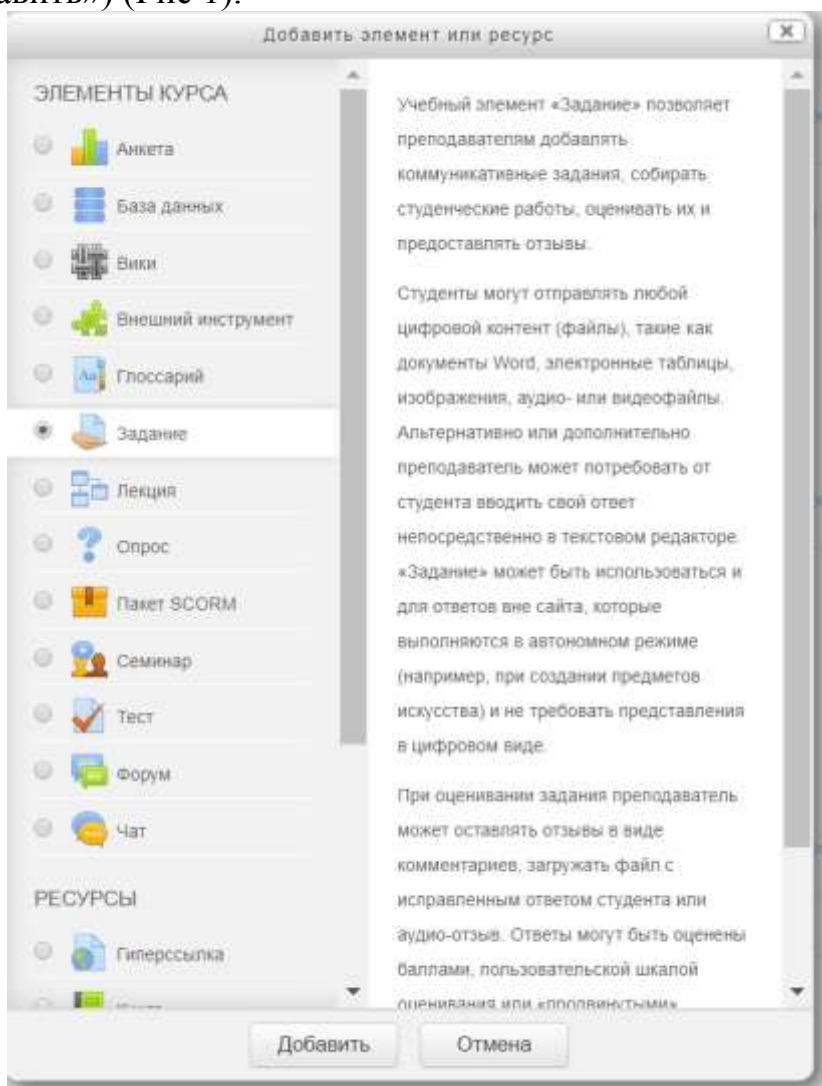 авить») (Рис 1).
Добавить элемент или ресурс
ЭЛЕМЕНТЫ КУРСА
Анкета
База данных
Вики
Внешний инструмент
Глоссарий
Задание
Лекция
Опрос
Пакет SCORM
Семинар
Тест
Форум
Чат
РЕСУРСЫ
Гиперссылка
Учебный элемент «Задание» позволяет
преподавателям добавлять
коммуникативные задания, собирать
студенческие работы, оценивать их и
предоставлять отзывы.
Студенты могут отправлять любой
цифровой контент (файлы), такие как
документы Word, электронные таблицы,
изображения, аудио- или видеофайлы.
Альтернативно или дополнительно
преподаватель может потребовать от
студента вводить свой ответ
непосредственно в текстовом редакторе.
«Задание» может быть использоваться и
для ответов вне сайта, которые
выполняются в автономном режиме
(например, при создании предметов
искусства) и не требовать представления
в цифровом виде.
При оценивании задания преподаватель
может оставлять отзывы в виде
комментариев, загружать файл с
исправленным ответом студента или
аудио-отзыв. Ответы могут быть оценены
баллами, пользовательской шкалой
оценивания или «продвинутыми»
Добавить
Отмена